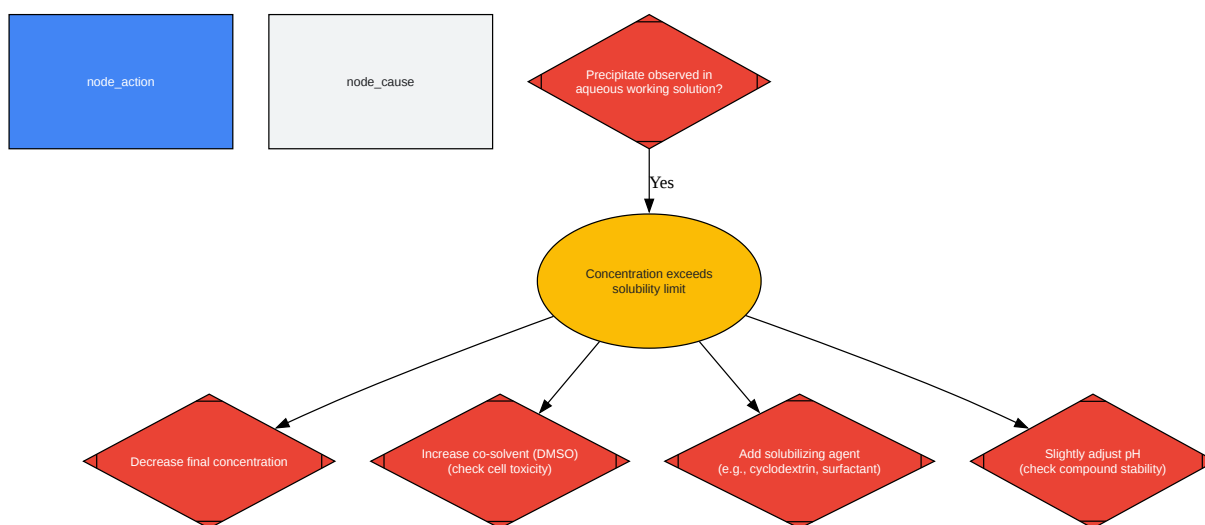 node_action
node_cause
Precipitate observed in
aqueous working solution?
Yes
Concentration exceeds
solubility limit
Decrease final concentration
Increase co-solvent (DMSO)
(check cell toxicity)
Add solubilizing agent
(e.g., cyclodextrin, surfactant)
Slightly adjust pH
(check compound stability)